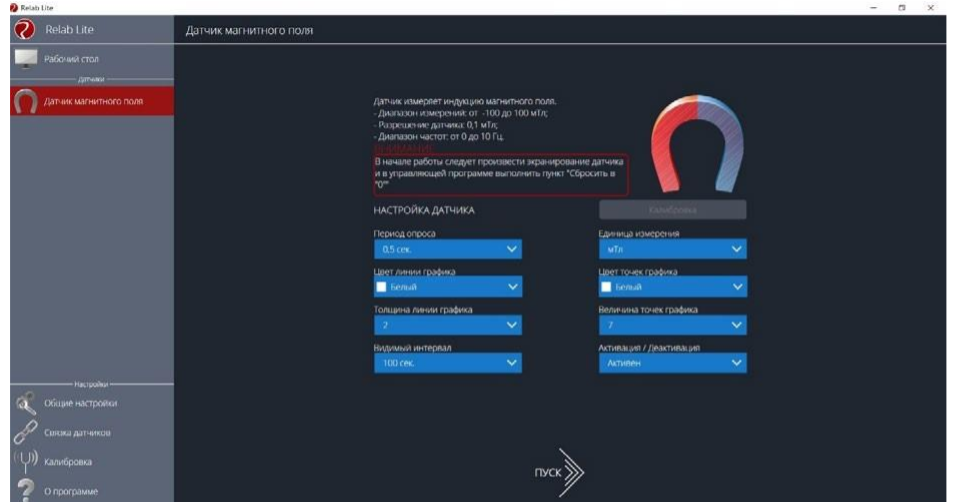 Relab Lite
Relab Lite
Датчик магнитного поля
Рабочий стол
Датчики
Датчик магнитного поля
Датчик измеряет индукцию магнитного поля.
- Диапазон измерений: от -100 до 100 мТл;
- Разрешение датчика: 0,1 мТл;
- Диапазон частот: от 0 до 10 Гц.
ВНИМАНИЕ
В начале работы следует произвести экранирование датчика
и в управляющей программе выполнить пункт "Сбросить в
"0""
НАСТРОЙКА ДАТЧИКА
Калибровка
Период опроса
0,5 сек.
Единица измерения
мТл
Цвет линии графика
Белый
Цвет точек графика
Белый
Толщина линии графика
2
Величина точек графика
7
Видимый интервал
100 сек.
Активация / Деактивация
Активен
Настройки
Общие настройки
Связка датчиков
Калибровка
О программе
ПУСК